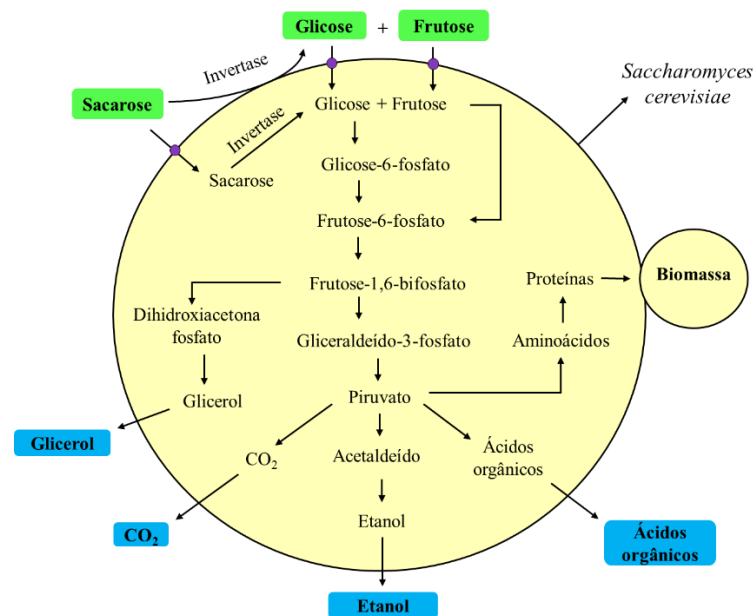 Glicose + Frutose
Invertase
Saccharomyces
cerevisiae
Sacarose
Glicose + Frutose
Invertase
Sacarose
Glicose-6-fosfato
Frutose-6-fosfato
Frutose-1,6-bifosfato
Proteínas
Biomassa
Dihidroxiacetona
fosfato
Gliceraldeído-3-fosfato
Aminoácidos
Glicerol
Piruvato
Glicerol
CO₂
Acetaldeído
Ácidos
orgânicos
Etanol
CO₂
Ácidos
orgânicos
Etanol